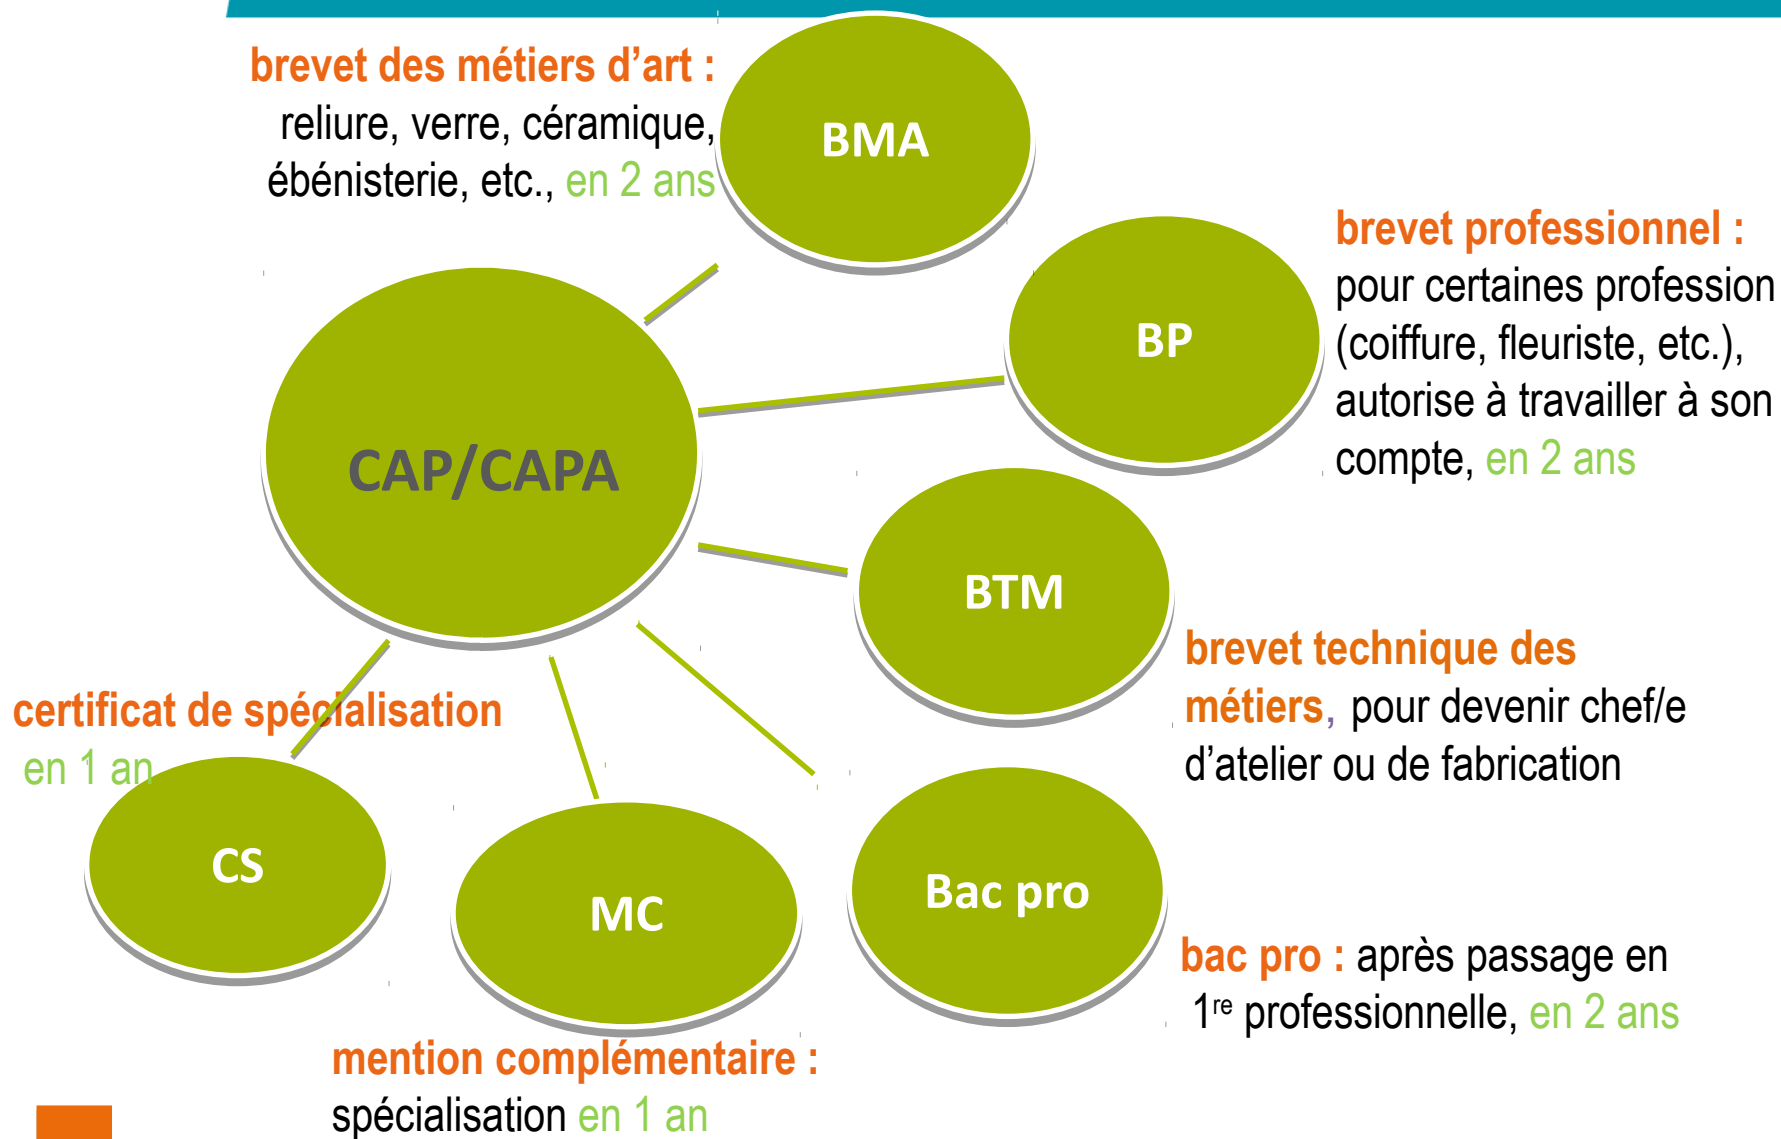 brevet des métiers d’art :
reliure, verre, céramique,
ébénisterie, etc., en 2 ans
BMA
brevet professionnel :
pour certaines profession
(coiffure, fleuriste, etc.),
autorise à travailler à son
compte, en 2 ans
BP
CAP/CAPA
BTM
brevet technique des
métiers, pour devenir chef/e
d’atelier ou de fabrication
certificat de spécialisation
en 1 an
CS
MC
Bac pro
bac pro : après passage en
1re professionnelle, en 2 ans
mention complémentaire :
spécialisation en 1 an